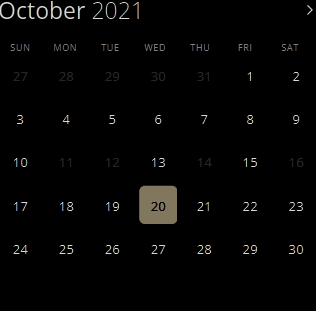 October 2021
SUN MON TUE WED THU FRI SAT
27 28 29 30 31 1 2
3 4 5 6 7 8 9
10 11 12 13 14 15 16
17 18 19 20 21 22 23
24 25 26 27 28 29 30